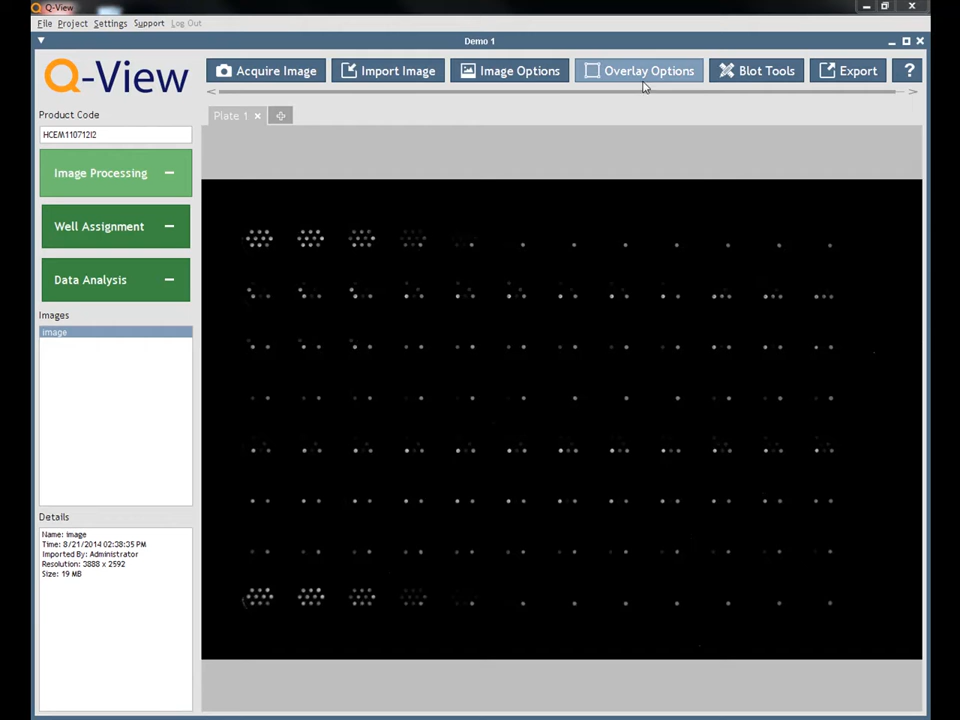 Q-View
File Project Settings Support Log Out
Demo 1
Q-View
Acquire Image Import Image Image Options Overlay Options Blot Tools Export ?
Product Code
HCEM110712I2
Plate 1
Image Processing
Well Assignment
Data Analysis
Images
image
Details
Name: image
Time: 8/21/2014 02:38:35 PM
Imported By: Administrator
Resolution: 3888 x 2592
Size: 19 MB